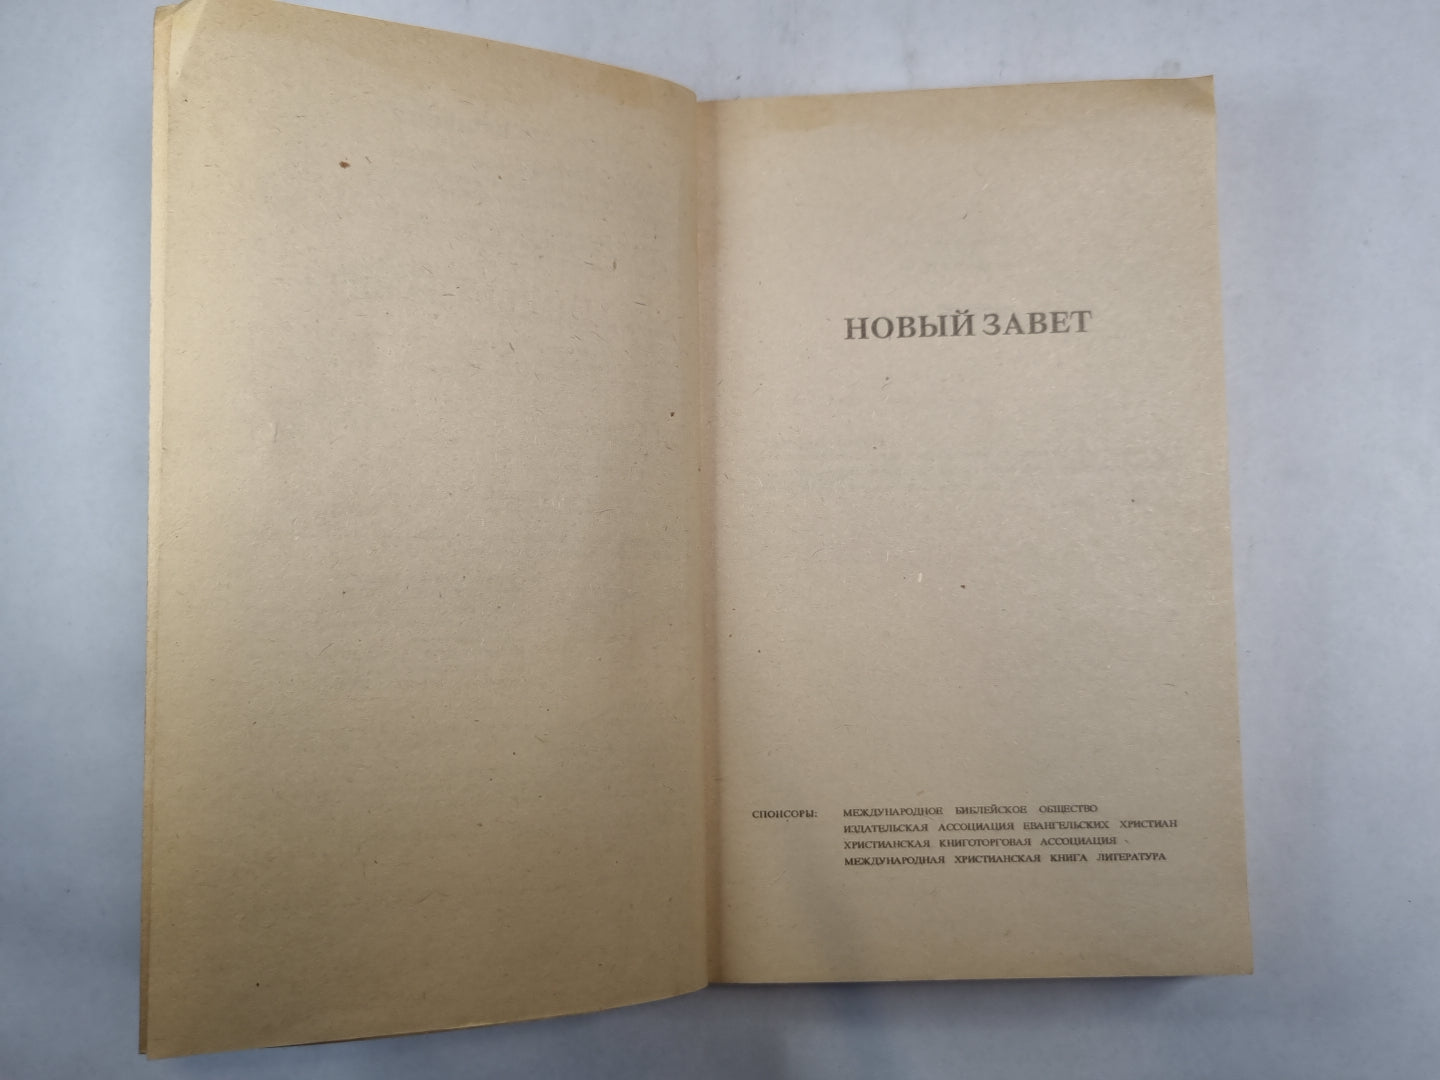 НОВЫЙ ЗАВЕТ
СПОНСОРЫ: МЕЖДУНАРОДНОЕ БИБЛЕЙСКОЕ ОБЩЕСТВО
ИЗДАТЕЛЬСКАЯ АССОЦИАЦИЯ ЕВАНГЕЛЬСКИХ ХРИСТИАН
ХРИСТИАНСКАЯ КНИГОТОРГОВАЯ АССОЦИАЦИЯ
МЕЖДУНАРОДНАЯ ХРИСТИАНСКАЯ КНИГА ЛИТЕРАТУРА